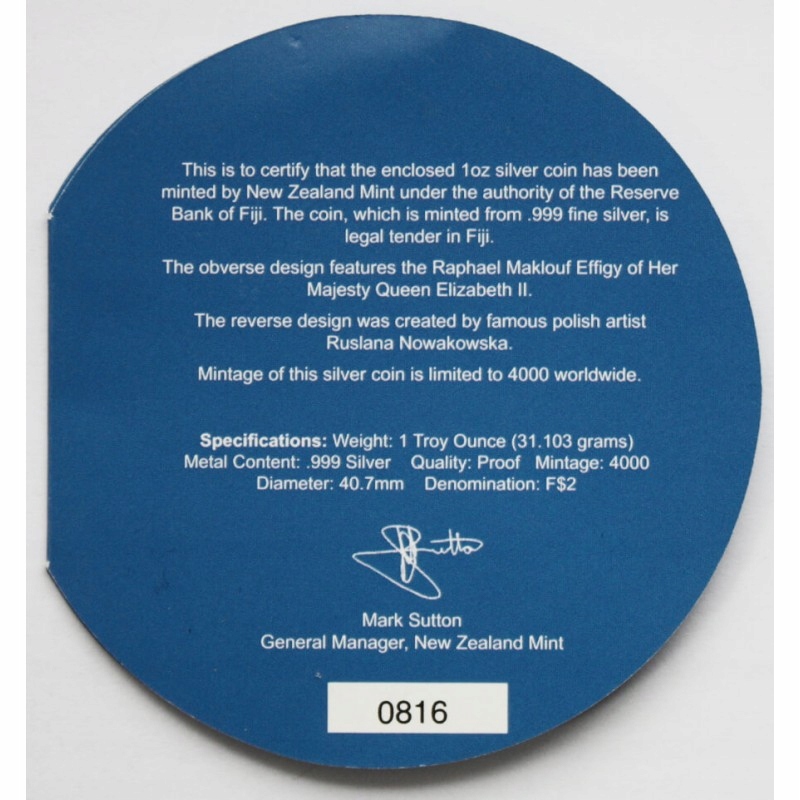 This is to certify that the enclosed 1oz silver coin has been
minted by New Zealand Mint under the authority of the Reserve
Bank of Fiji. The coin, which is minted from .999 fine silver, is
legal tender in Fiji.
The obverse design features the Raphael Maklouf Effigy of Her
Majesty Queen Elizabeth II.
The reverse design was created by famous polish artist
Ruslana Nowakowska.
Mintage of this silver coin is limited to 4000 worldwide.
Specifications: Weight: 1 Troy Ounce (31.103 grams)
Metal Content: .999 Silver Quality: Proof Mintage: 4000
Diameter: 40.7mm Denomination: F$2
Sutton
Mark Sutton
General Manager, New Zealand Mint
0816